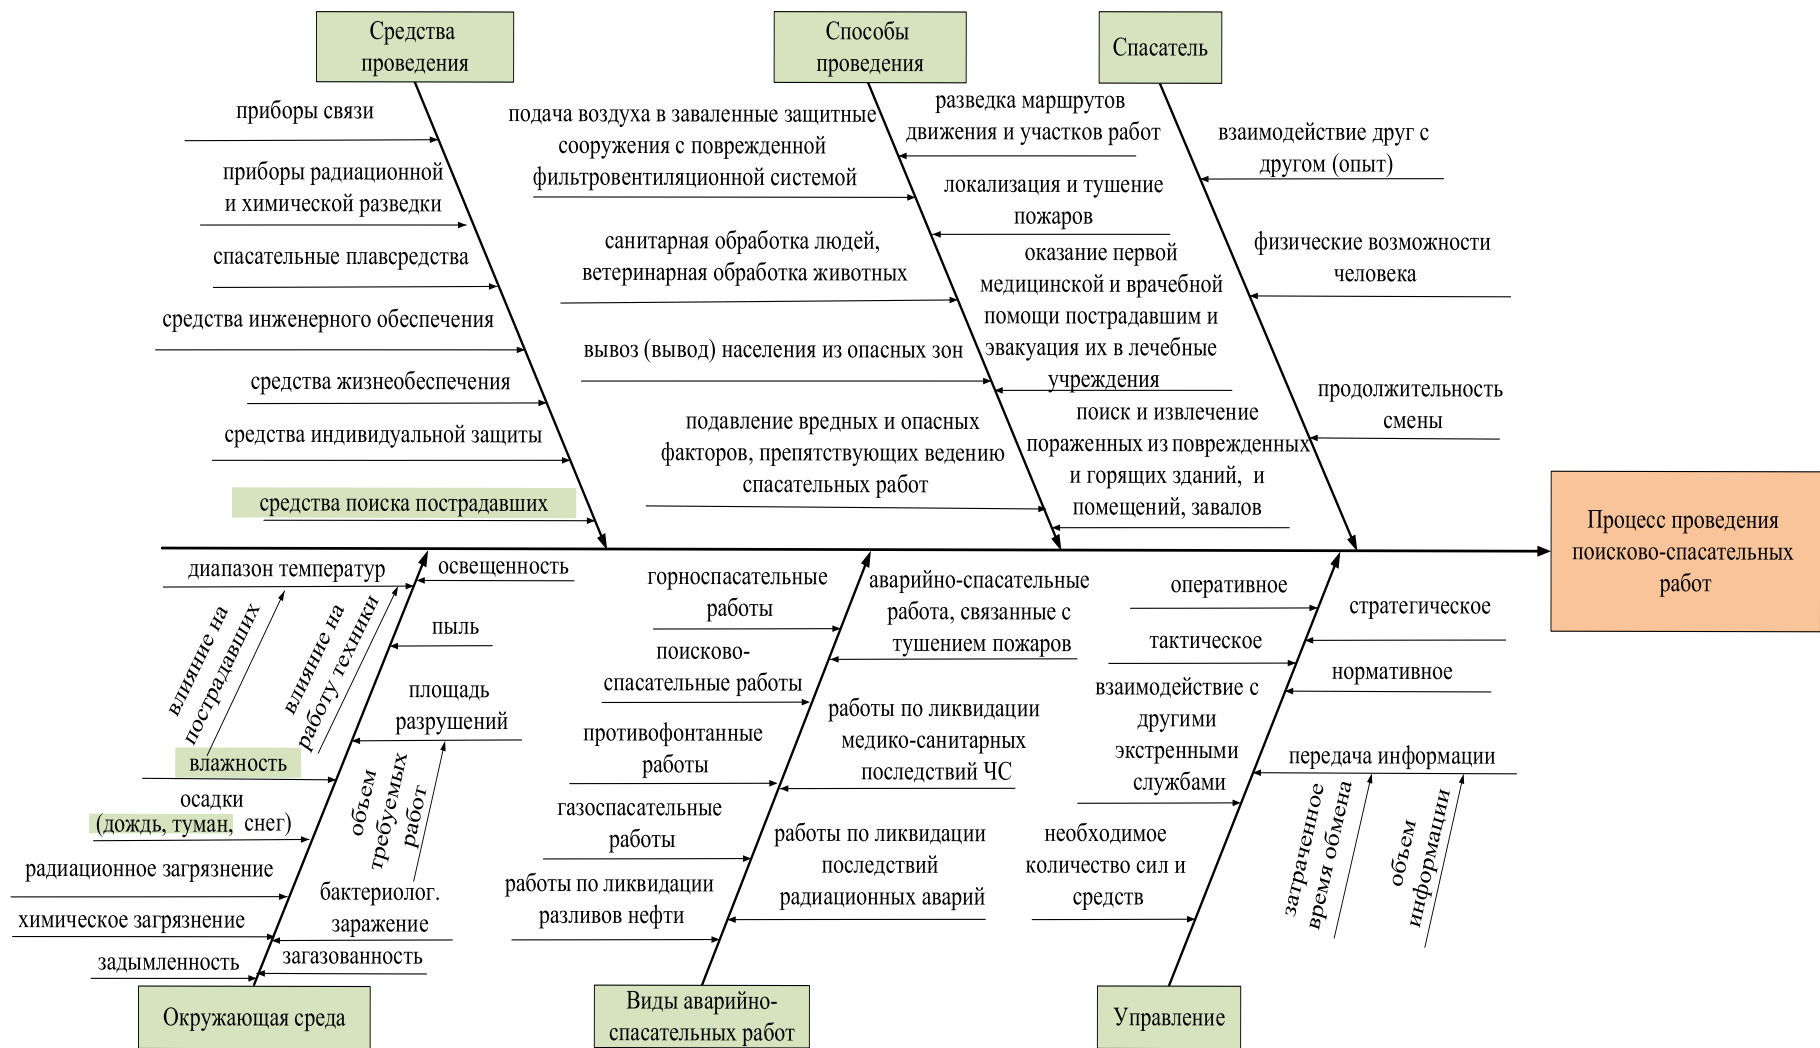 Средства
проведения
Способы
проведения
Спасатель
приборы связи
приборы радиационной
и химической разведки
спасательные плавсредства
средства инженерного обеспечения
средства жизнеобеспечения
средства индивидуальной защиты
средства поиска пострадавших
подача воздуха в заваленные защитные
сооружения с поврежденной
фильтровентиляционной системой
санитарная обработка людей,
ветеринарная обработка животных
вывоз (вывод) населения из опасных зон
подавление вредных и опасных
факторов, препятствующих ведению
спасательных работ
разведка маршрутов
движения и участков работ
локализация и тушение
пожаров
оказание первой
медицинской и врачебной
помощи пострадавшим и
эвакуация их в лечебные
учреждения
поиск и извлечение
пораженных из поврежденных
и горящих зданий, и
помещений, завалов
взаимодействие друг с
другом (опыт)
физические возможности
человека
продолжительность
смены
Процесс проведения
поисково-спасательных
работ
диапазон температур
влияние на
пострадавших
влияние на
работу техники
влажность
осадки
(дождь, туман, снег)
радиационное загрязнение
химическое загрязнение
задымленность
освещенность
пыль
площадь
разрушений
объем
требуемых
работ
бактериолог.
заражение
загазованность
Окружающая среда
горноспасательные
работы
поисково-
спасательные работы
противофонтанные
работы
газоспасательные
работы
работы по ликвидации
разливов нефти
аварийно-спасательные
работа, связанные с
тушением пожаров
работы по ликвидации
медико-санитарных
последствий ЧС
работы по ликвидации
последствий
радиационных аварий
Виды аварийно-
спасательных работ
оперативное
тактическое
взаимодействие с
другими
экстренными
службами
необходимое
количество сил и
средств
стратегическое
нормативное
передача информации
затраченное
время обмена
объем
информации
Управление